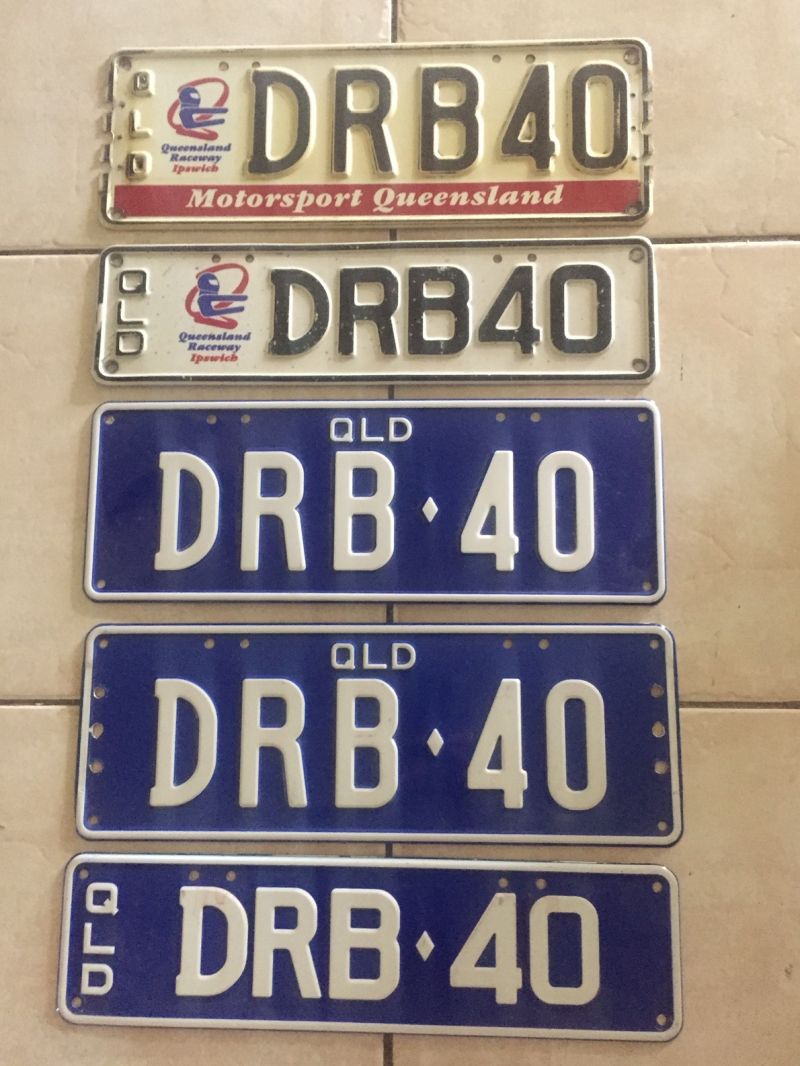 QLD
Queensland
Raceway
Ipswich
DRB40
Motorsport Queensland
QLD
Queensland
Raceway
Ipswich
DRB40
QLD
DRB♦40
QLD
DRB♦40
QLD
DRB♦40